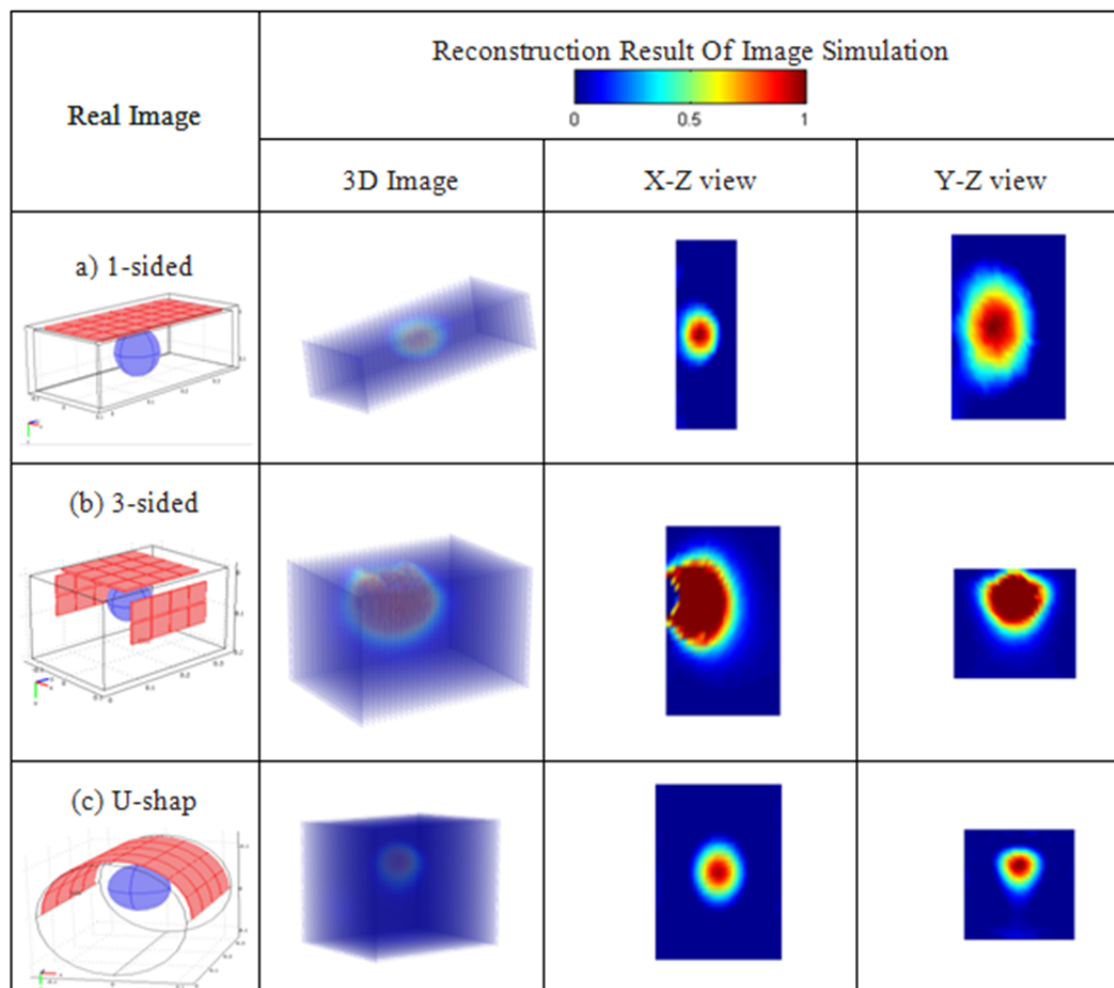 Real Image
Reconstruction Result Of Image Simulation
0 0.5 1
3D Image
X-Z view
Y-Z view
a) 1-sided
(b) 3-sided
(c) U-shap